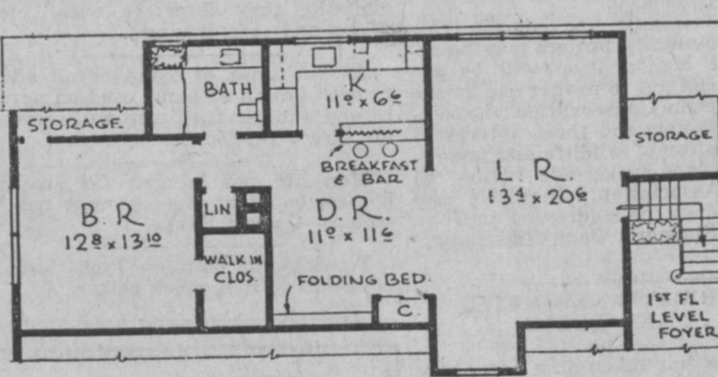 BATH
K
11⁰ x 6⁶
STORAGE.
BREAKFAST
& BAR
STORAGE
B.R.
12⁸ x 13¹⁰
LIN
D.R.
11⁰ x 11⁶
L.R.
13⁴ x 20⁶
WALK IN
CLOS.
FOLDING BED.
C.
1ST FL
LEVEL
FOYER